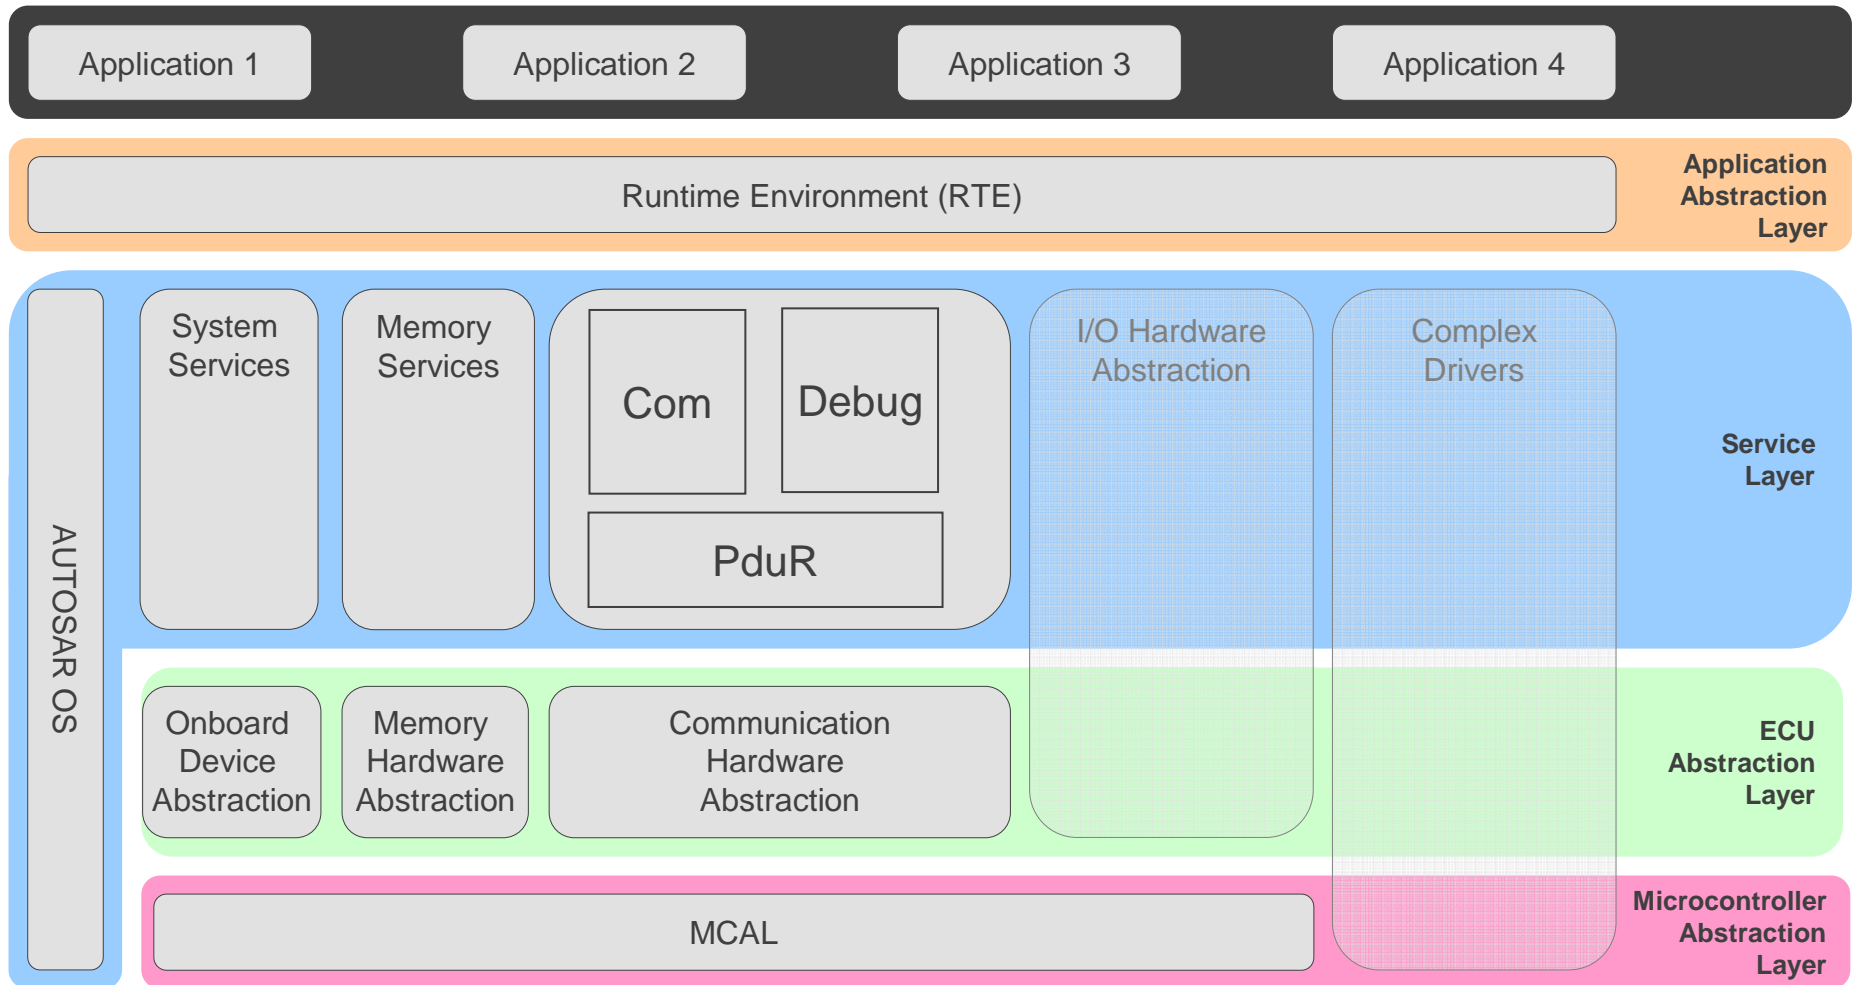 Application 1
Application 2
Application 3
Application 4
Runtime Environment (RTE)
Application
Abstraction
Layer
AUTOSAR OS
System
Services
Memory
Services
Com
Debug
PduR
I/O Hardware
Abstraction
Complex
Drivers
Service
Layer
Onboard
Device
Abstraction
Memory
Hardware
Abstraction
Communication
Hardware
Abstraction
ECU
Abstraction
Layer
MCAL
Microcontroller
Abstraction
Layer